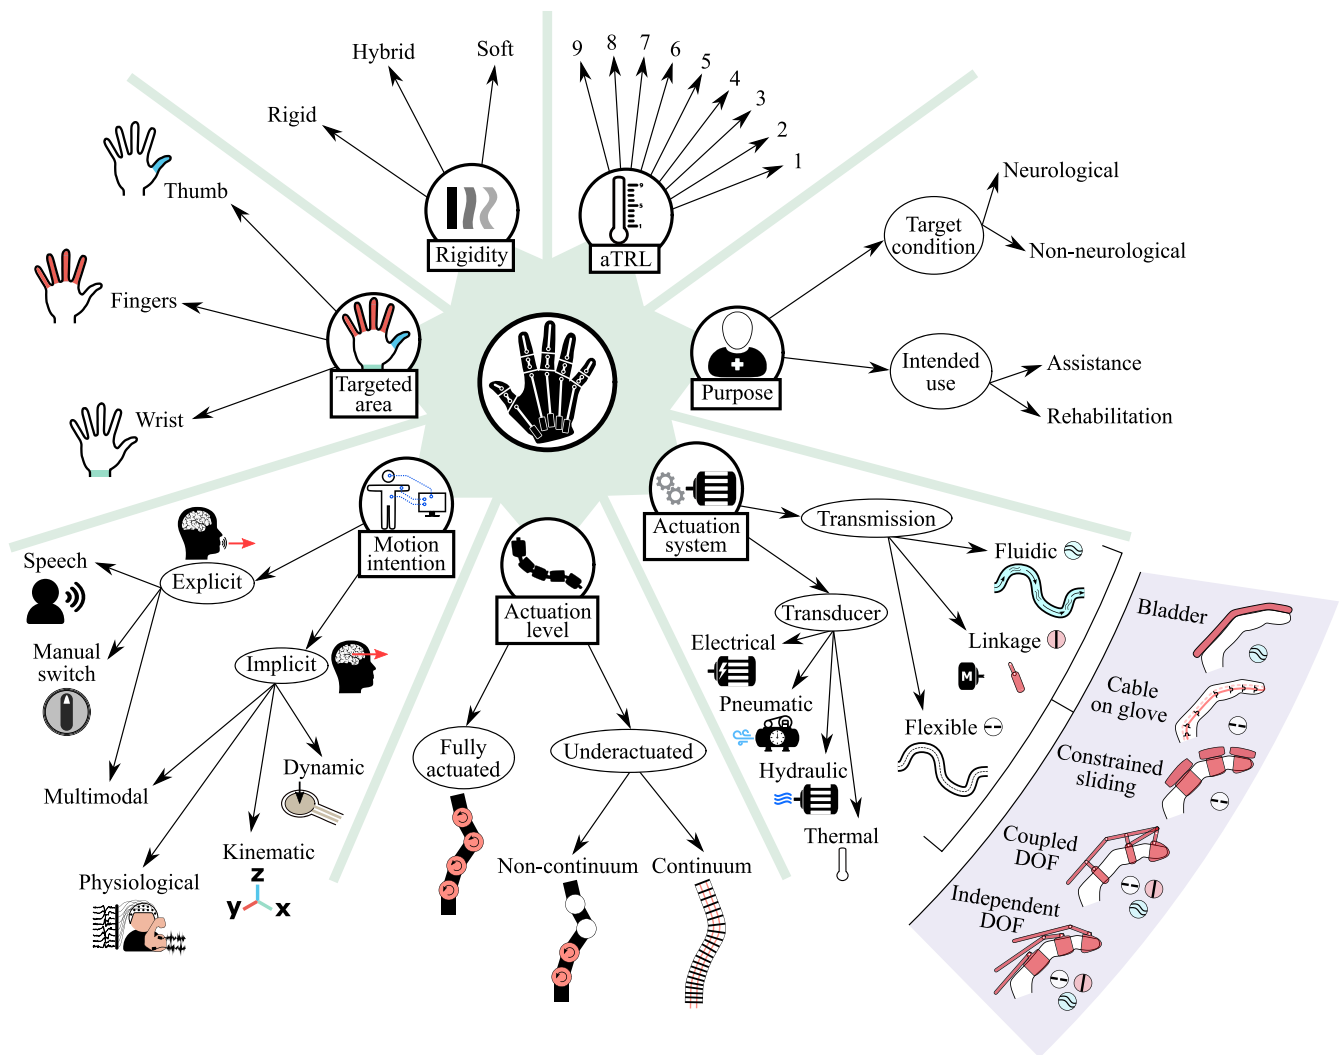 Hybrid
Soft
Rigid
Rigidity
9
8
7
6
5
4
3
2
1
9
5
1
aTRL
Thumb
Fingers
Wrist
Targeted
area
Neurological
Target
condition
Non-neurological
Purpose
Intended
use
Assistance
Rehabilitation
Motion
intention
Explicit
Speech
Manual
switch
Multimodal
Implicit
Dynamic
Kinematic
z
y
x
Physiological
Actuation
level
Fully
actuated
Underactuated
Non-continuum
Continuum
Actuation
system
Transmission
Fluidic
Linkage
M
Flexible
Transducer
Electrical
Pneumatic
Hydraulic
Thermal
Bladder
Cable
on glove
Constrained
sliding
Coupled
DOF
Independent
DOF